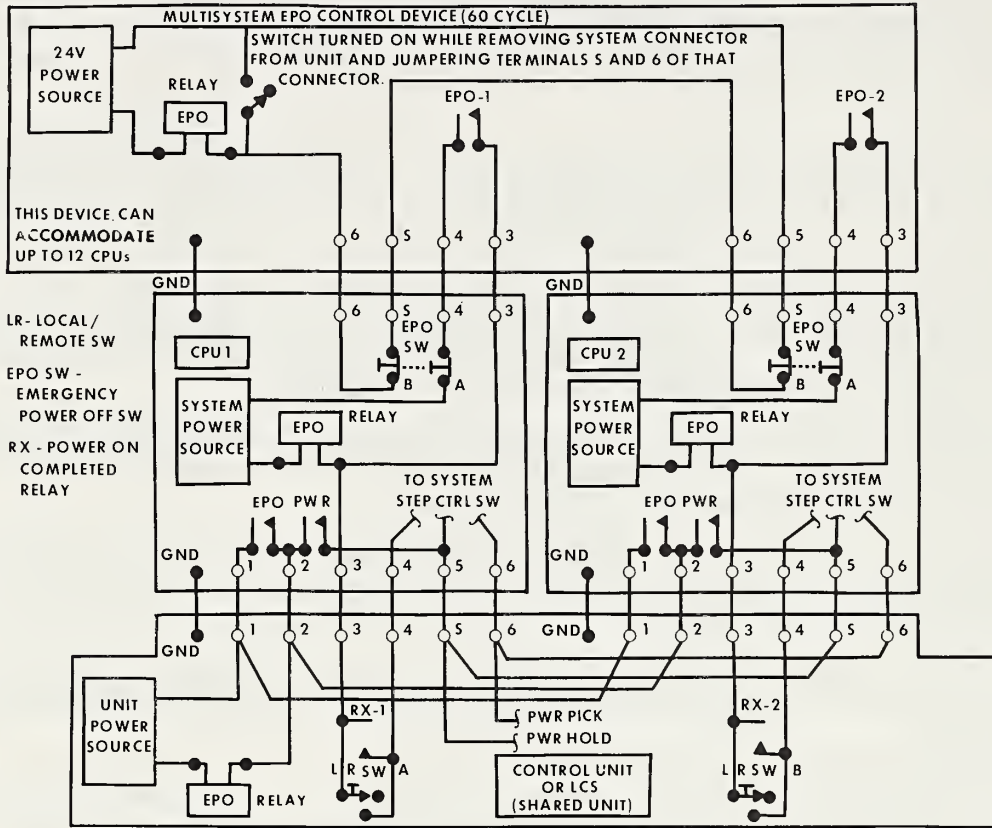 MULTISYSTEM EPO CONTROL DEVICE (60 CYCLE)
24V
POWER
SOURCE
RELAY
EPO
SWITCH TURNED ON WHILE REMOVING SYSTEM CONNECTOR
FROM UNIT AND JUMPERING TERMINALS S AND 6 OF THAT
CONNECTOR.
EPO-1
EPO-2
THIS DEVICE CAN
ACCOMMODATE
UP TO 12 CPUs
6 S 4 3
6 5 4 3
GND
GND
LR- LOCAL/
REMOTE SW
EPO SW -
EMERGENCY
POWER OFF SW
RX - POWER ON
COMPLETED
RELAY
6 S 4 3
CPU 1
EPO
SW
B A
SYSTEM
POWER
SOURCE
RELAY
EPO
TO SYSTEM
STEP CTRL SW
EPO PWR
GND
1 2 3 4 5 6
6 S 4 3
CPU 2
EPO
SW
B A
SYSTEM
POWER
SOURCE
RELAY
EPO
TO SYSTEM
STEP CTRL SW
EPO PWR
GND
1 2 3 4 5 6
GND
1 2 3 4 S 6
GND
1 2 3 4 S 6
UNIT
POWER
SOURCE
EPO RELAY
RX-1
LR SW A
PWR PICK
PWR HOLD
CONTROL UNIT
OR LCS
(SHARED UNIT)
RX-2
LR SW B